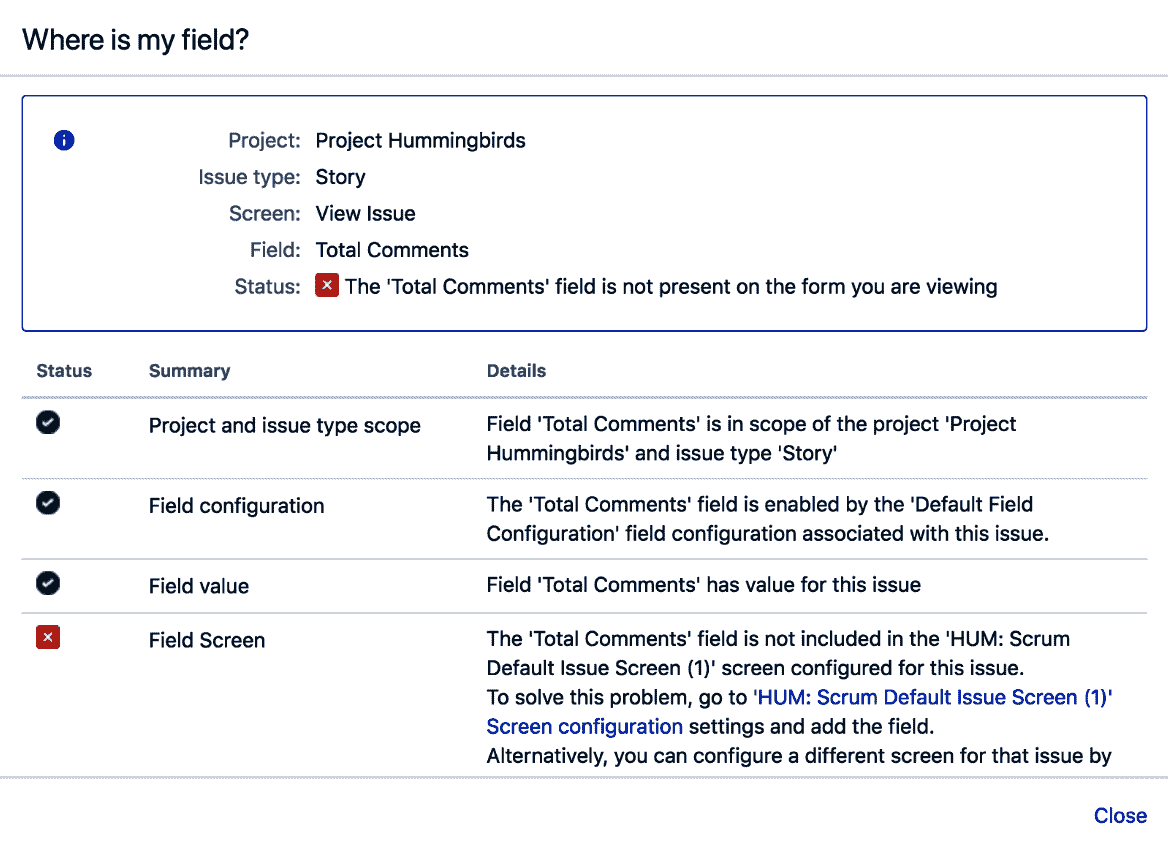 Where is my field?
Project: Project Hummingbirds
Issue type: Story
Screen: View Issue
Field: Total Comments
Status: The 'Total Comments' field is not present on the form you are viewing
Status Summary Details
Project and issue type scope
Field 'Total Comments' is in scope of the project 'Project
Hummingbirds' and issue type 'Story'
Field configuration
The 'Total Comments' field is enabled by the 'Default Field
Configuration' field configuration associated with this issue.
Field value
Field 'Total Comments' has value for this issue
Field Screen
The 'Total Comments' field is not included in the 'HUM: Scrum
Default Issue Screen (1)' screen configured for this issue.
To solve this problem, go to 'HUM: Scrum Default Issue Screen (1)'
Screen configuration settings and add the field.
Alternatively, you can configure a different screen for that issue by
Close